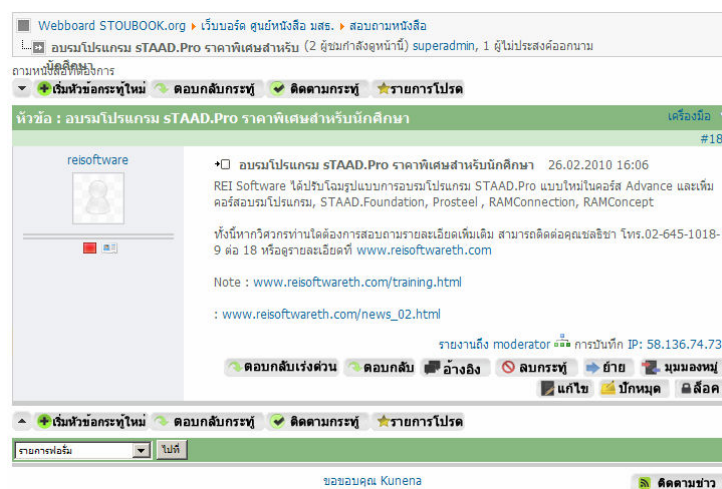 Webboard STOUBOOK.org เว็บบอร์ด ศูนย์หนังสือ มสธ. สอบถามหนังสือ
อบรมโปรแกรม sTAAD.Pro ราคาพิเศษสำหรับ (2 ผู้ชมกำลังดูหน้านี้) superadmin, 1 ผู้ไม่ประสงค์ออกนาม
นักศึกษา
ถามหนังสือที่ต้องการ
เริ่มหัวข้อกระทู้ใหม่ ตอบกลับกระทู้ ติดตามกระทู้ รายการโปรด
หัวข้อ : อบรมโปรแกรม sTAAD.Pro ราคาพิเศษสำหรับนักศึกษา เครื่องมือ
#18
reisoftware
อบรมโปรแกรม sTAAD.Pro ราคาพิเศษสำหรับนักศึกษา 26.02.2010 16:06
REI Software ได้ปรับโฉมรูปแบบการอบรมโปรแกรม STAAD.Pro แบบใหม่ในคอร์ส Advance และเพิ่ม
คอร์สอบรมโปรแกรม, STAAD.Foundation, Prosteel , RAMConnection, RAMConcept
ทั้งนี้หากวิศวกรท่านใดต้องการสอบถามรายละเอียดเพิ่มเติม สามารถติดต่อคุณชลธิชา โทร.02-645-1018-
9 ต่อ 18 หรือดูรายละเอียดที่ www.reisoftwareth.com
Note : www.reisoftwareth.com/training.html
: www.reisoftwareth.com/news_02.html
รายงานถึง moderator การบันทึก IP: 58.136.74.73
ตอบกลับเร่งด่วน ตอบกลับ อ้างอิง ลบกระทู้ ย้าย มุมมองหมู่
แก้ไข ปักหมุด ล็อค
เริ่มหัวข้อกระทู้ใหม่ ตอบกลับกระทู้ ติดตามกระทู้ รายการโปรด
รายการฟอรั่ม ไปที่
ขอขอบคุณ Kunena ติดตามข่าว